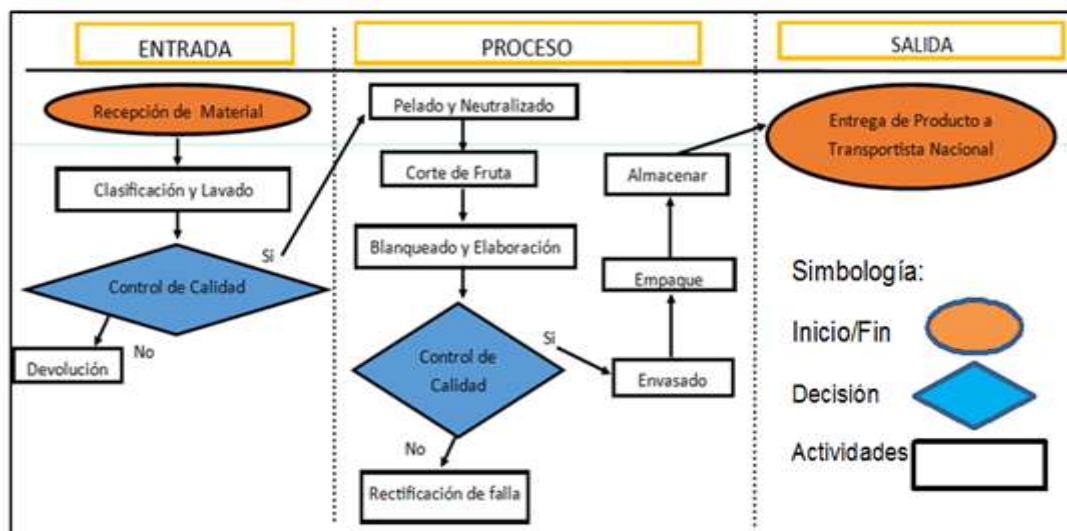 ENTRADA
Recepción de Material
Clasificación y Lavado
Si
Control de Calidad
No
Devolución
PROCESO
Pelado y Neutralizado
Corte de Fruta
Blanqueado y Elaboración
Control de
Calidad
Si
No
Rectificación de falla
Envasado
Empaque
Almacenar
SALIDA
Entrega de Producto a
Transportista Nacional
Simbología:
Inicio/Fin
Decisión
Actividades